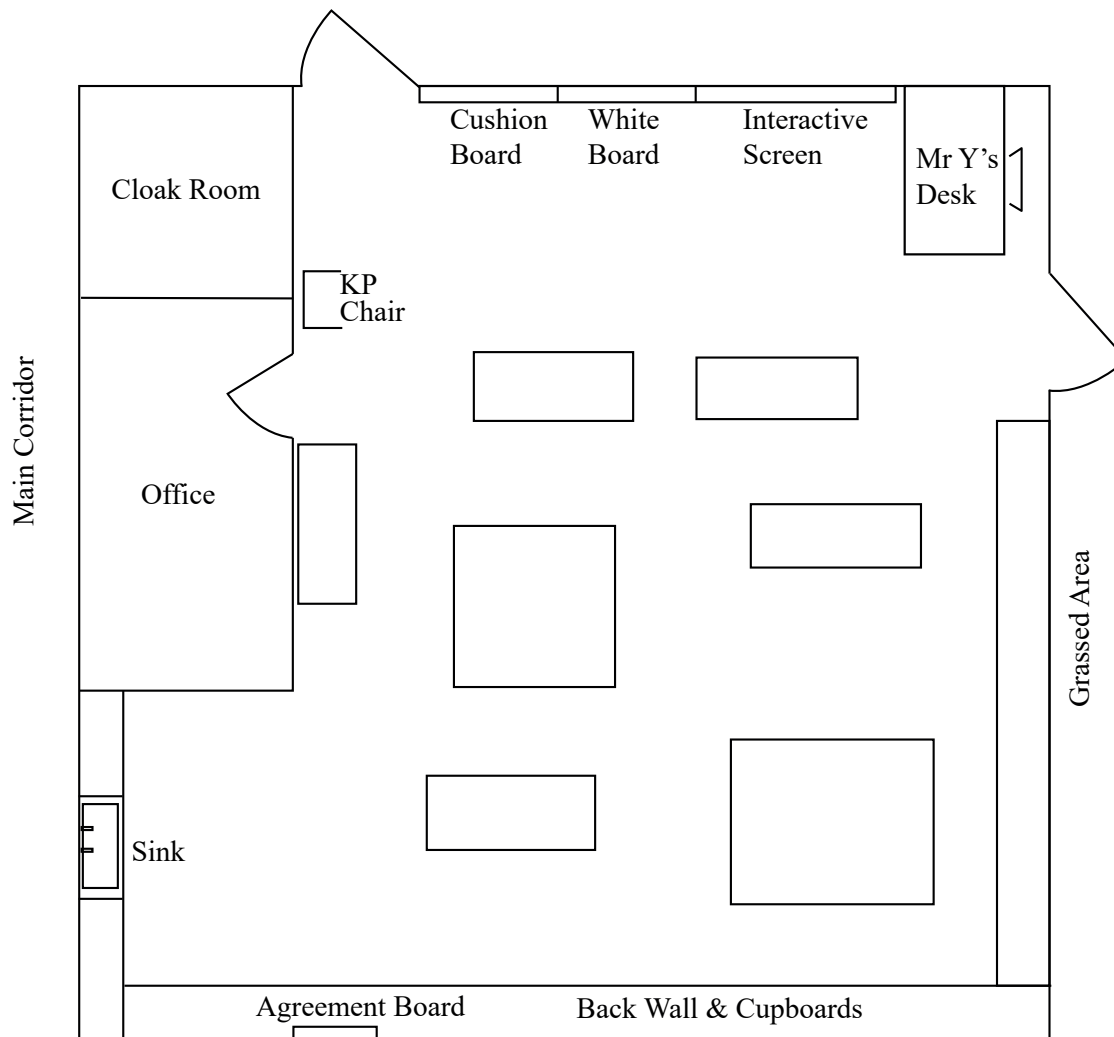 Cushion
Board
White
Board
Interactive
Screen
Mr Y’s
Desk
Cloak Room
KP
Chair
Main Corridor
Office
Grassed Area
Sink
Agreement Board
Back Wall & Cupboards